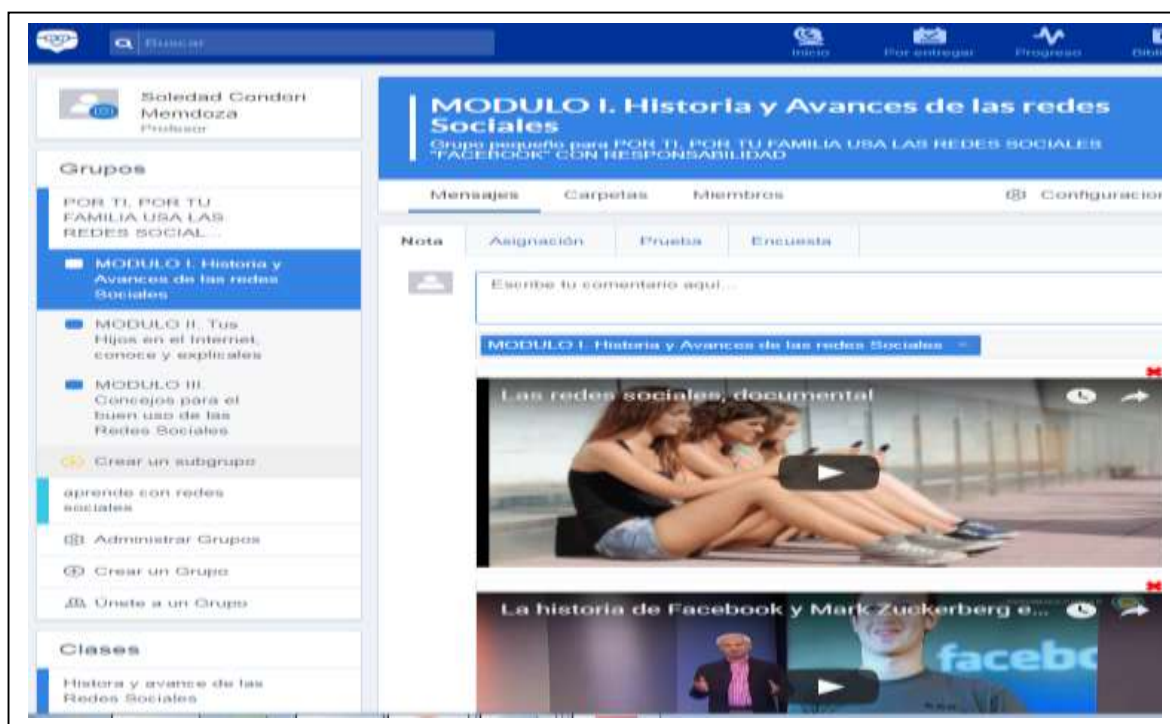 Buscar
Inicio
Por entregar
Progreso
Soledad Condori
Memdoza
Profesor
Grupos
POR TI, POR TU
FAMILIA USA LAS
REDES SOCIAL...
MODULO I. Historia y
Avances de las redes
Sociales
MODULO II. Tus
Hijos en el Internet,
conoce y explicales
MODULO III.
Concejos para el
buen uso de las
Redes Sociales
Crear un subgrupo
aprende con redes
sociales
Administrar Grupos
Crear un Grupo
Únete a un Grupo
Clases
Histora y avance de las
Redes Sociales
MODULO I. Historia y Avances de las redes
Sociales
Grupo pequeño para POR TI, POR TU FAMILIA USA LAS REDES SOCIALES
"FACEBOOK" CON RESPONSABILIDAD
Mensajes Carpetas Miembros Configuracion
Nota Asignación Prueba Encuesta
Escribe tu comentario aquí...
MODULO I. Historia y Avances de las redes Sociales
Las redes sociales, documental
La historia de Facebook y Mark Zuckerberg e...
facebo